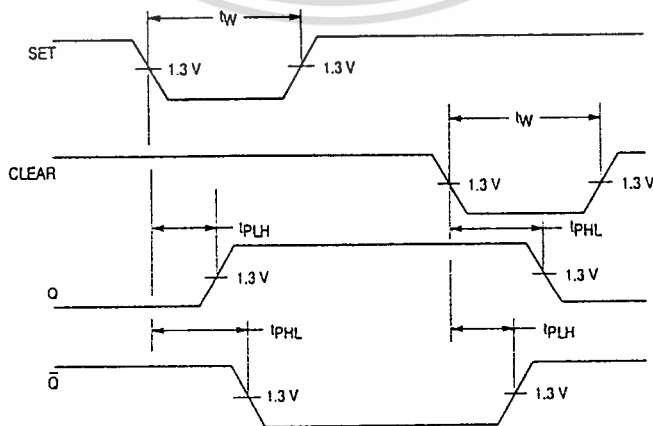 tW
SET
1.3 V
1.3 V
tW
CLEAR
1.3 V
1.3 V
tPLH
tPHL
1.3 V
1.3 V
Q
tPHL
tPLH
Q̅
1.3 V
1.3 V